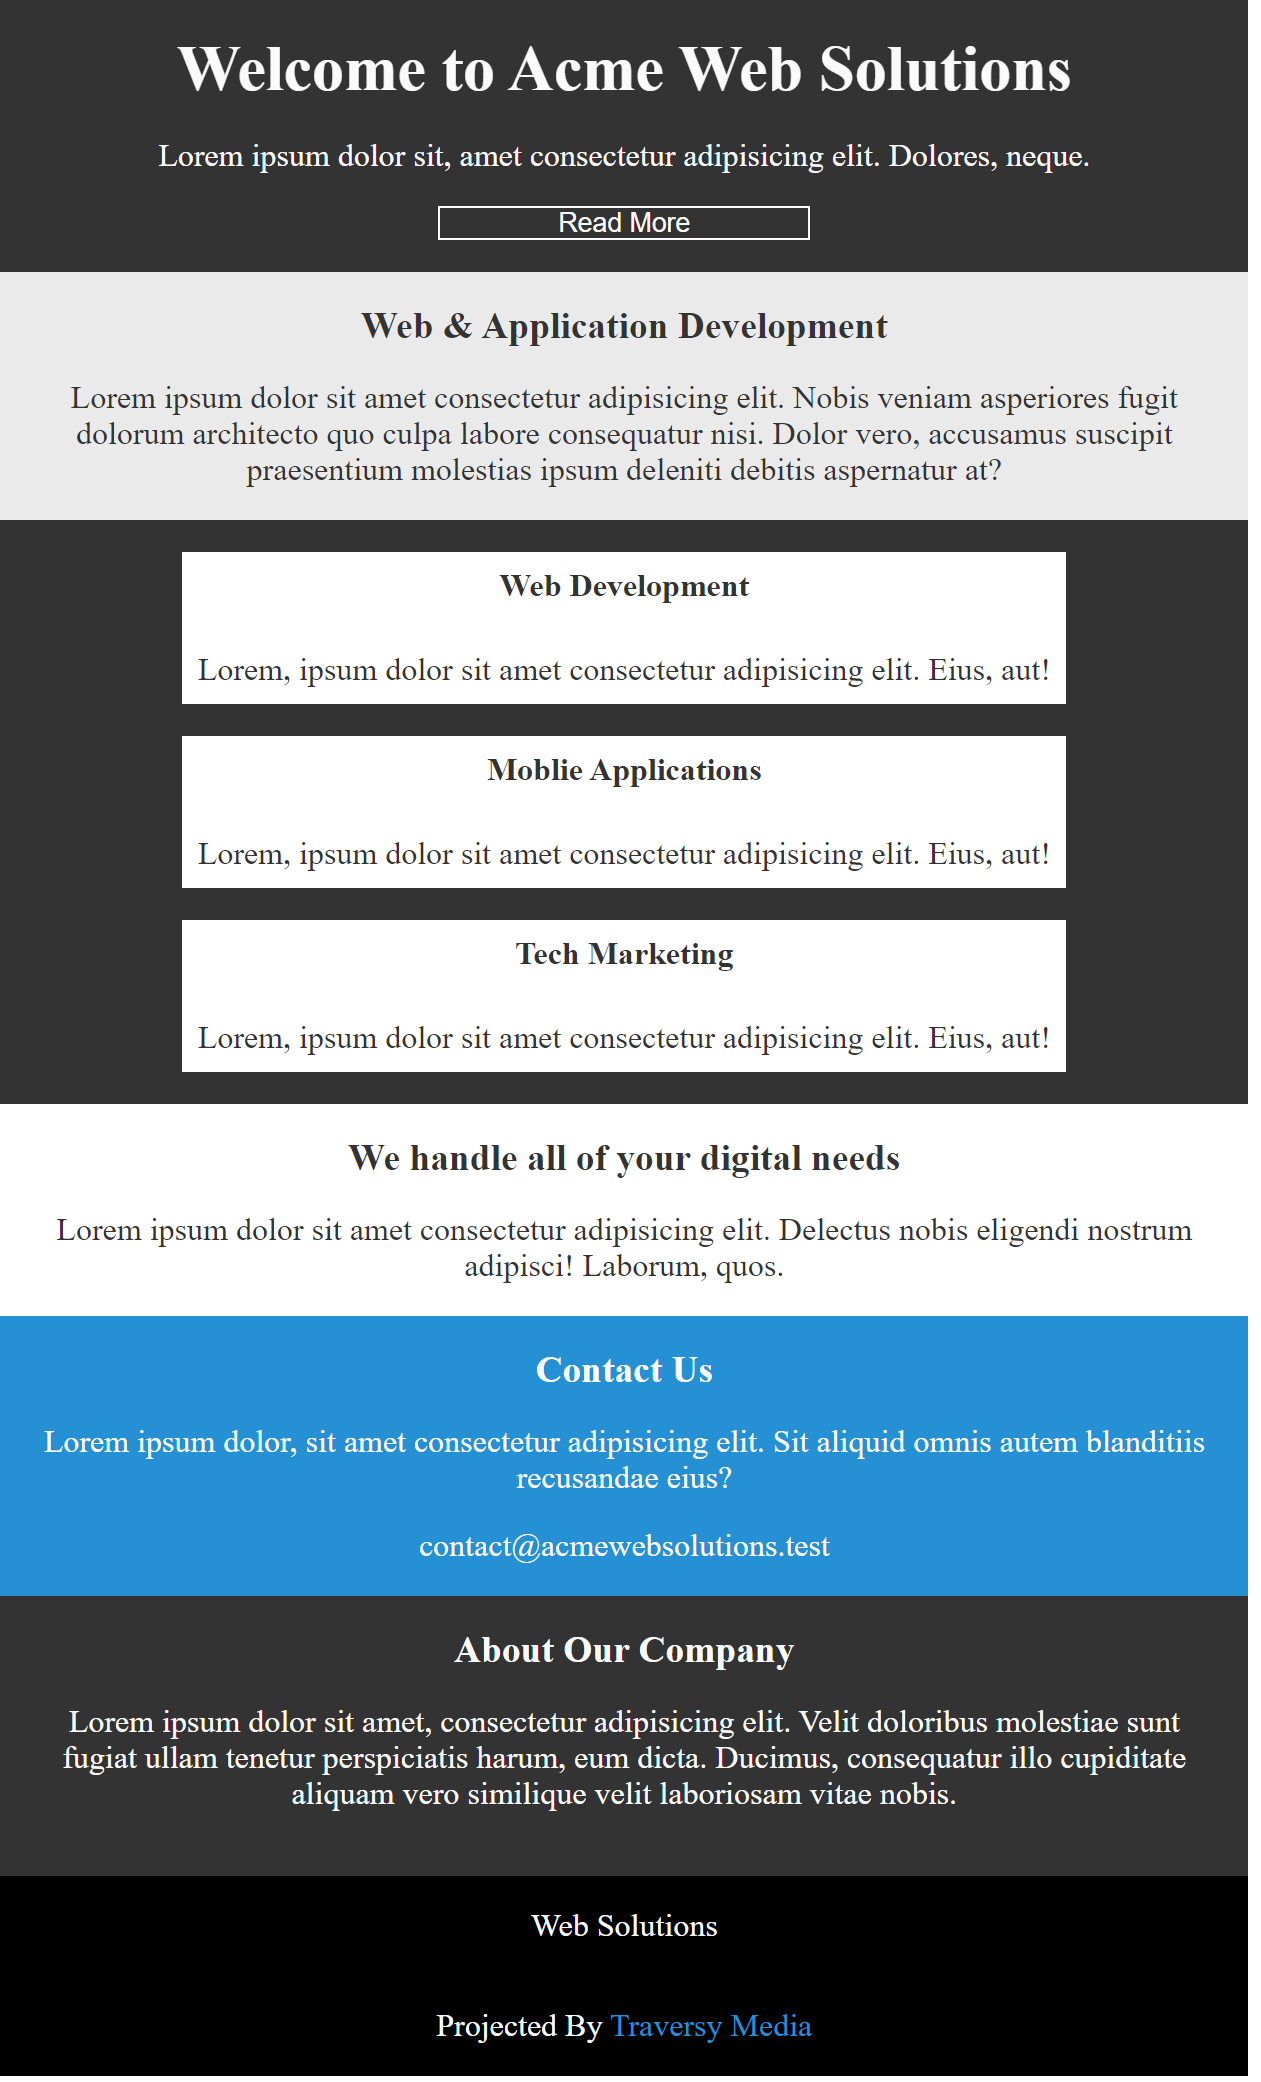 Welcome to Acme Web Solutions
Lorem ipsum dolor sit, amet consectetur adipisicing elit. Dolores, neque.
Read More
Web & Application Development
Lorem ipsum dolor sit amet consectetur adipisicing elit. Nobis veniam asperiores fugit
dolorum architecto quo culpa labore consequatur nisi. Dolor vero, accusamus suscipit
praesentium molestias ipsum deleniti debitis aspernatur at?
Web Development
Lorem, ipsum dolor sit amet consectetur adipisicing elit. Eius, aut!
Moblie Applications
Lorem, ipsum dolor sit amet consectetur adipisicing elit. Eius, aut!
Tech Marketing
Lorem, ipsum dolor sit amet consectetur adipisicing elit. Eius, aut!
We handle all of your digital needs
Lorem ipsum dolor sit amet consectetur adipisicing elit. Delectus nobis eligendi nostrum
adipisci! Laborum, quos.
Contact Us
Lorem ipsum dolor, sit amet consectetur adipisicing elit. Sit aliquid omnis autem blanditiis
recusandae eius?
contact@acmewebsolutions.test
About Our Company
Lorem ipsum dolor sit amet, consectetur adipisicing elit. Velit doloribus molestiae sunt
fugiat ullam tenetur perspiciatis harum, eum dicta. Ducimus, consequatur illo cupiditate
aliquam vero similique velit laboriosam vitae nobis.
Web Solutions
Projected By Traversy Media